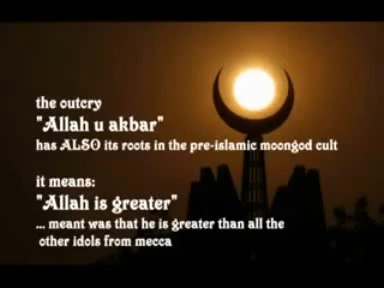 the outcry
"Allah u akbar"
has ALSO its roots in the pre-islamic moongod cult
it means:
"Allah is greater"
... meant was that he is greater than all the
other idols from mecca